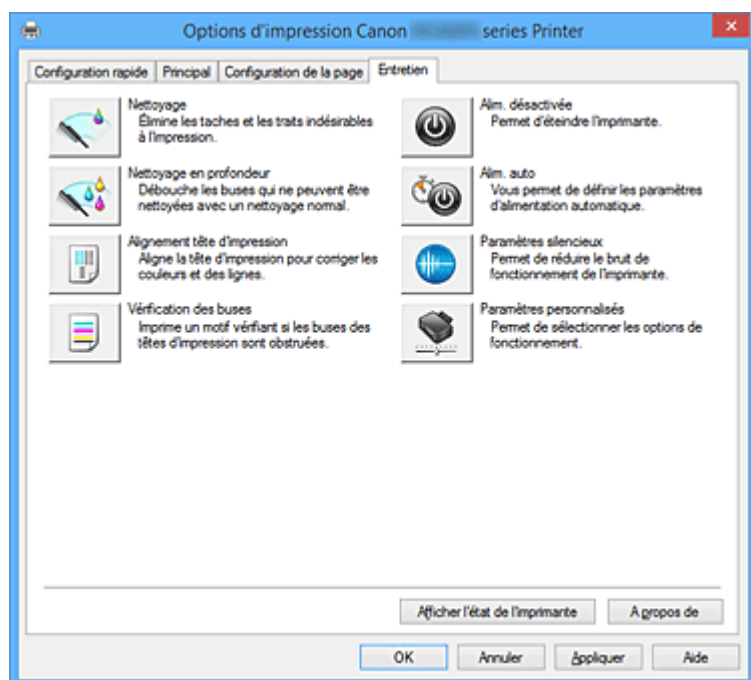 Options d'impression Canon series Printer
Configuration rapide Principal Configuration de la page Entretien
Nettoyage
Élimine les taches et les traits indésirables
à l'impression.
Nettoyage en profondeur
Débouche les buses qui ne peuvent être
nettoyées avec un nettoyage normal.
Alignement tête d'impression
Aligne la tête d'impression pour corriger les
couleurs et des lignes.
Vérification des buses
Imprime un motif vérifiant si les buses des
têtes d'impression sont obstruées.
Alim. désactivée
Permet d'éteindre l'imprimante.
Alim. auto
Vous permet de définir les paramètres
d'alimentation automatique.
Paramètres silencieux
Permet de réduire le bruit de
fonctionnement de l'imprimante.
Paramètres personnalisés
Permet de sélectionner les options de
fonctionnement.
Afficher l'état de l'imprimante A propos de
OK Annuler Appliquer Aide